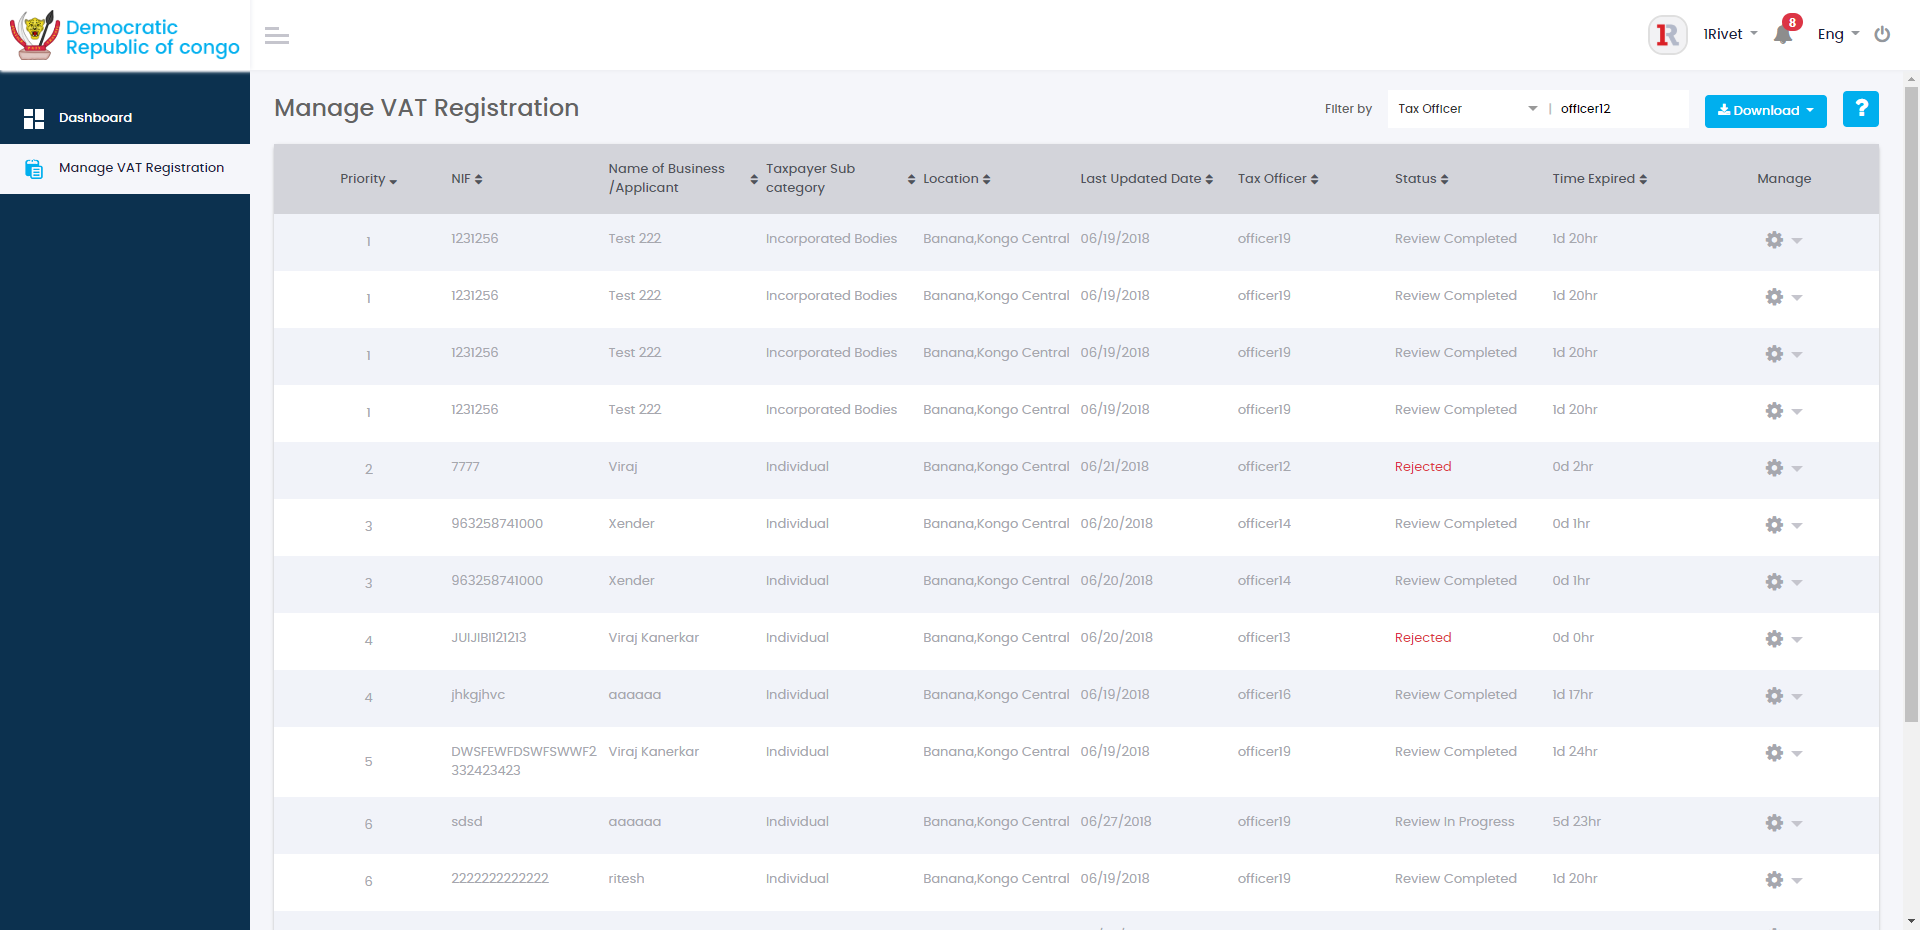 Democratic
Republic of congo
1Rivet
8
Eng
Dashboard
Manage VAT Registration
Manage VAT Registration
Filter by Tax Officer | officer12 Download ?
Priority NIF Name of Business /Applicant Taxpayer Sub category Location Last Updated Date Tax Officer Status Time Expired Manage
1 1231256 Test 222 Incorporated Bodies Banana,Kongo Central 06/19/2018 officer19 Review Completed 1d 20hr
1 1231256 Test 222 Incorporated Bodies Banana,Kongo Central 06/19/2018 officer19 Review Completed 1d 20hr
1 1231256 Test 222 Incorporated Bodies Banana,Kongo Central 06/19/2018 officer19 Review Completed 1d 20hr
1 1231256 Test 222 Incorporated Bodies Banana,Kongo Central 06/19/2018 officer19 Review Completed 1d 20hr
2 7777 Viraj Individual Banana,Kongo Central 06/21/2018 officer12 Rejected 0d 2hr
3 963258741000 Xender Individual Banana,Kongo Central 06/20/2018 officer14 Review Completed 0d 1hr
3 963258741000 Xender Individual Banana,Kongo Central 06/20/2018 officer14 Review Completed 0d 1hr
4 JUIJIBI121213 Viraj Kanerkar Individual Banana,Kongo Central 06/20/2018 officer13 Rejected 0d 0hr
4 jhkgjhvc aaaaaa Individual Banana,Kongo Central 06/19/2018 officer16 Review Completed 1d 17hr
5 DWSFEWFDSWFSWWF2 Viraj Kanerkar Individual Banana,Kongo Central 06/19/2018 officer19 Review Completed 1d 24hr
332423423
6 sdsd aaaaaa Individual Banana,Kongo Central 06/27/2018 officer19 Review In Progress 5d 23hr
6 2222222222222 ritesh Individual Banana,Kongo Central 06/19/2018 officer19 Review Completed 1d 20hr